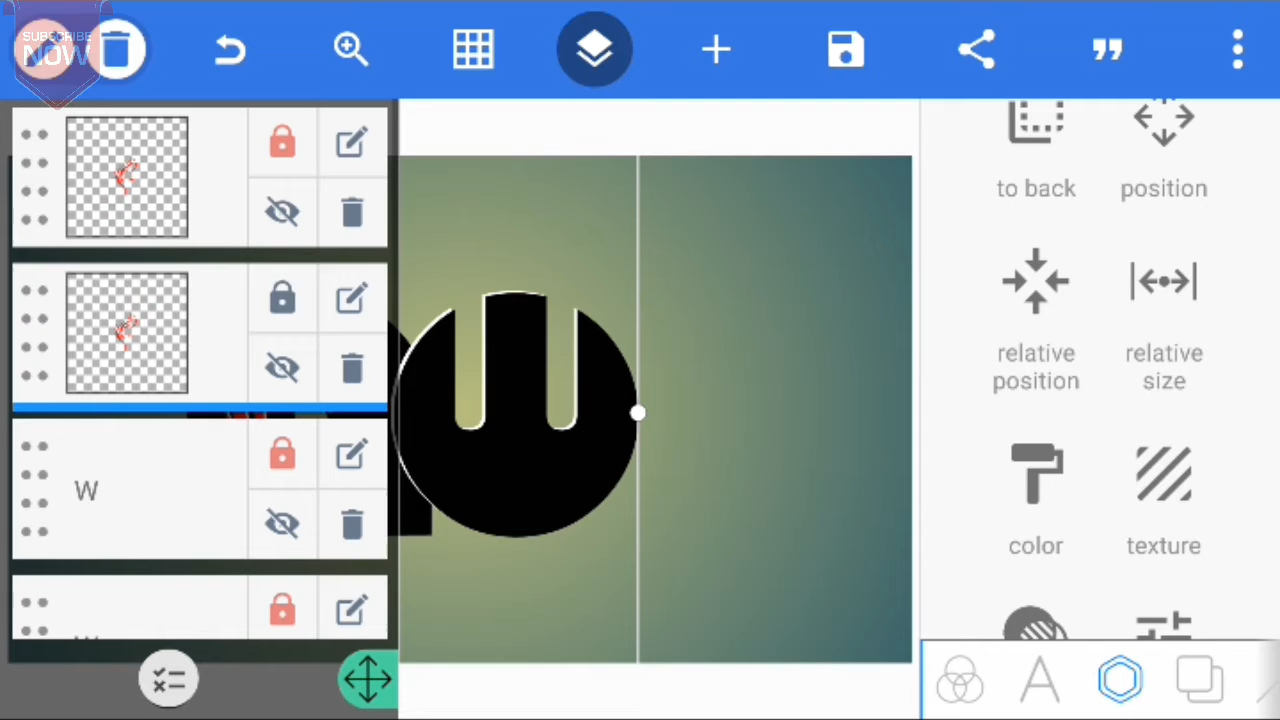 SUBSCRIBE
NOW
to back
position
relative position
relative size
W
color
texture
W